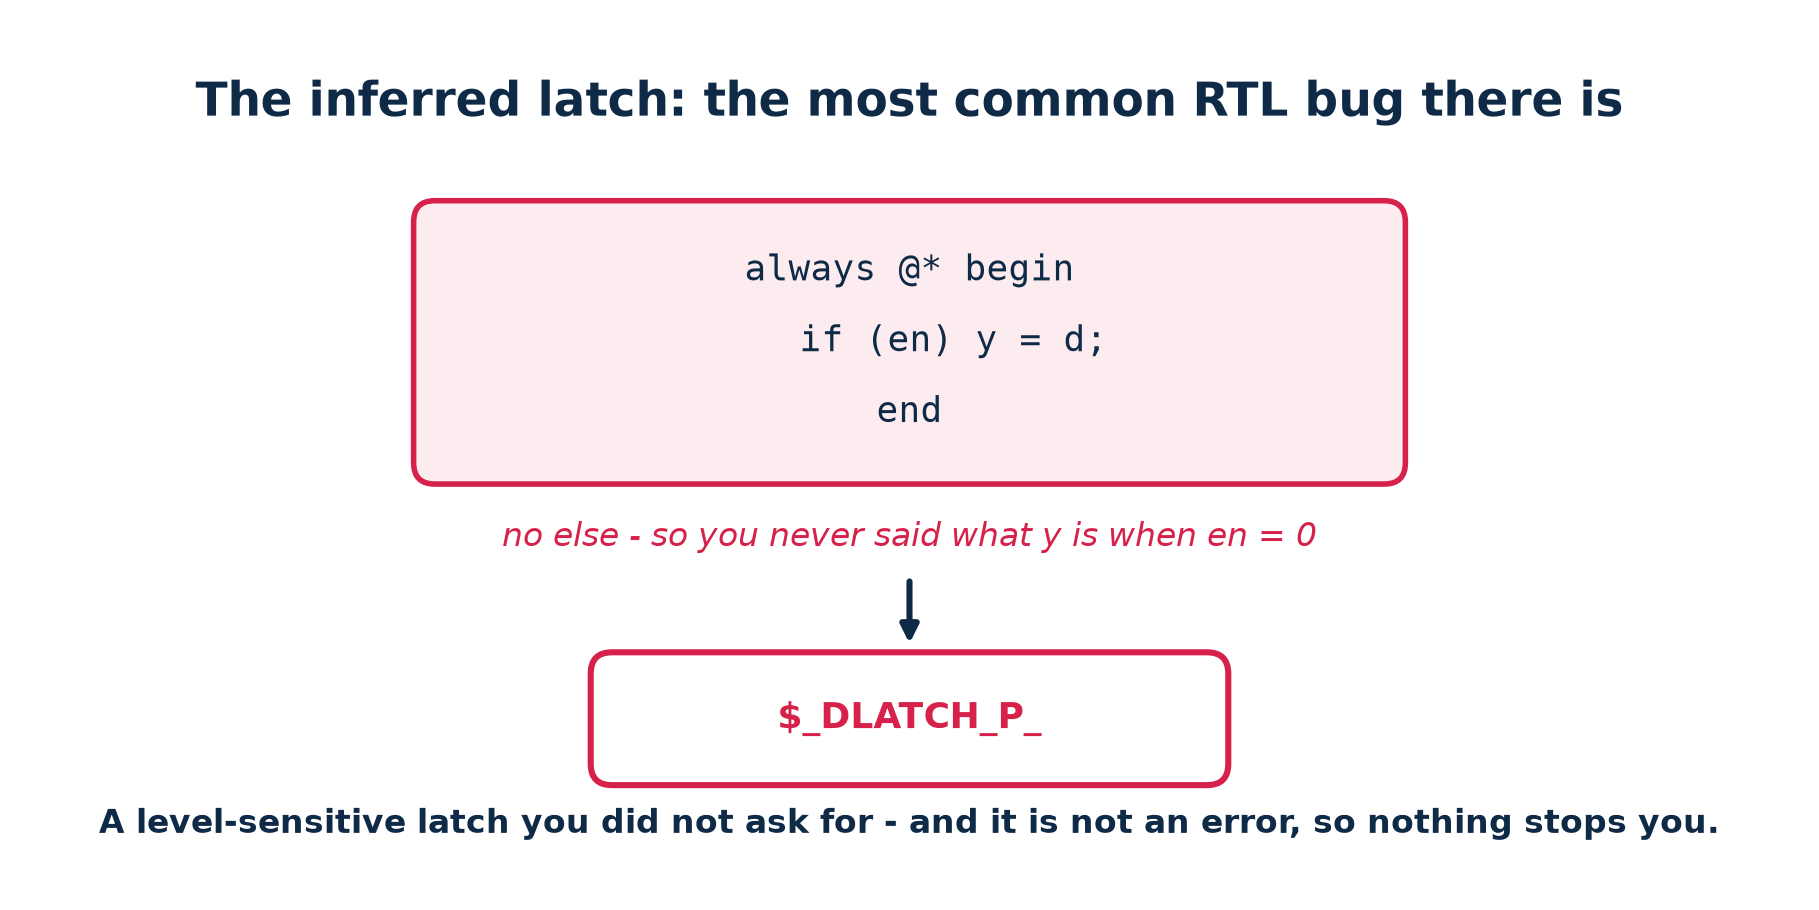 The inferred latch: the most common RTL bug there is
always @* begin
if (en) y = d;
end
no else - so you never said what y is when en = 0
$_DLATCH_P_
A level-sensitive latch you did not ask for - and it is not an error, so nothing stops you.